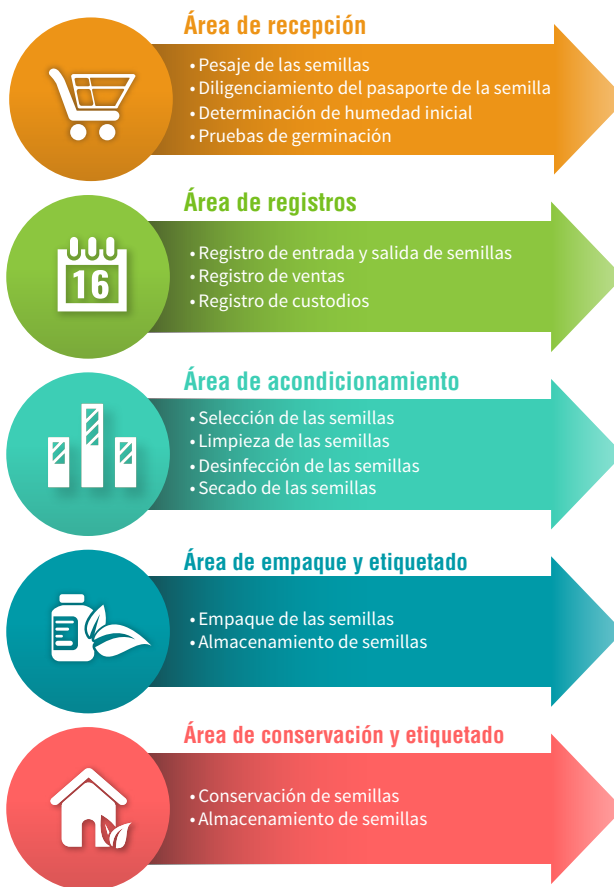 Área de recepción
• Pesaje de las semillas
• Diligenciamiento del pasaporte de la semilla
• Determinación de humedad inicial
• Pruebas de germinación
Área de registros
16
• Registro de entrada y salida de semillas
• Registro de ventas
• Registro de custodios
Área de acondicionamiento
• Selección de las semillas
• Limpieza de las semillas
• Desinfección de las semillas
• Secado de las semillas
Área de empaque y etiquetado
• Empaque de las semillas
• Almacenamiento de semillas
Área de conservación y etiquetado
• Conservación de semillas
• Almacenamiento de semillas